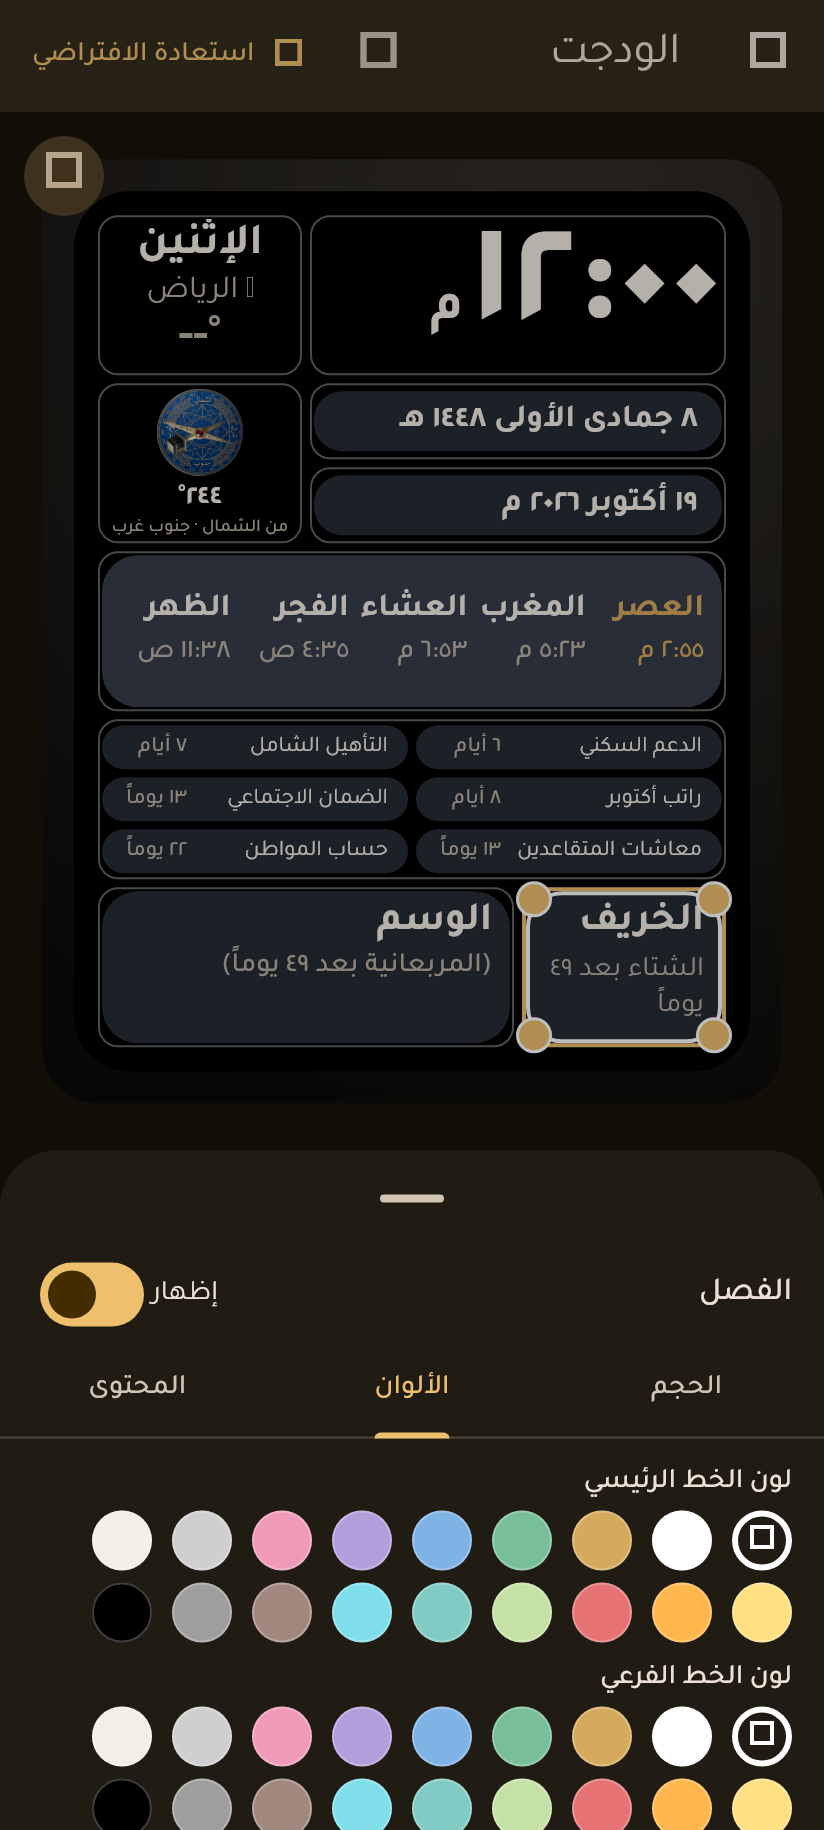 الودجت
استعادة الافتراضي
١٢:٠٠ م
الإثنين
الرياض
--°
٨ جمادى الأولى ١٤٤٨ هـ
١٩ أكتوبر ٢٠٢٦ م
٢٤٤°
من الشمال · جنوب غرب
العصر المغرب العشاء الفجر الظهر
٢:٥٥ م ٥:٢٣ م ٦:٥٣ م ٤:٣٥ ص ١١:٣٨ ص
الدعم السكني ٦ أيام التأهيل الشامل ٧ أيام
راتب أكتوبر ٨ أيام الضمان الاجتماعي ١٣ يوماً
معاشات المتقاعدين ١٣ يوماً حساب المواطن ٢٢ يوماً
الخريف
الشتاء بعد ٤٩
يوماً
الوسم
(المربعانية بعد ٤٩ يوماً)
الفصل
إظهار
الحجم الألوان المحتوى
لون الخط الرئيسي
لون الخط الفرعي